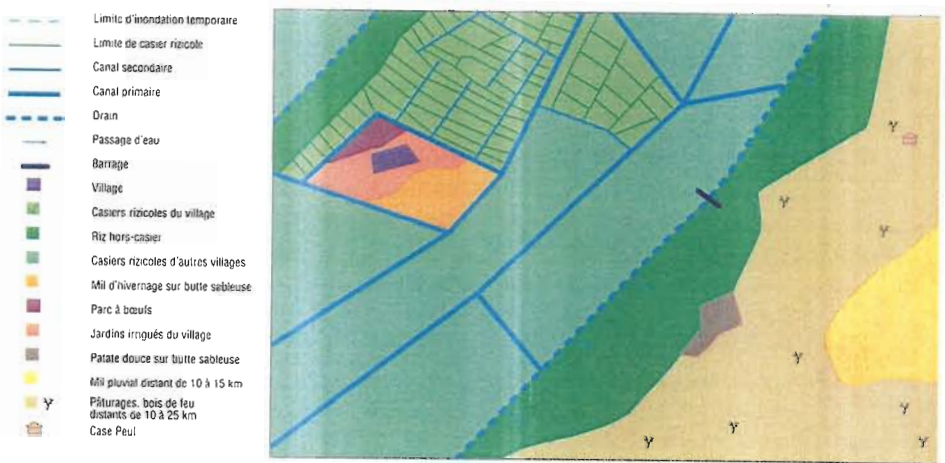 Limite d'inondation temporaire
Limite de casier rizicole
Canal secondaire
Canal primaire
Drain
Passage d'eau
Barrage
Village
Casiers rizicoles du village
Riz hors-casier
Casiers rizicoles d'autres villages
Mil d'hivernage sur butte sableuse
Parc à bœufs
Jardins irrigués du village
Patate douce sur butte sableuse
Mil pluvial distant de 10 à 15 km
Pâturages, bois de feu
distants de 10 à 25 km
Case Peul